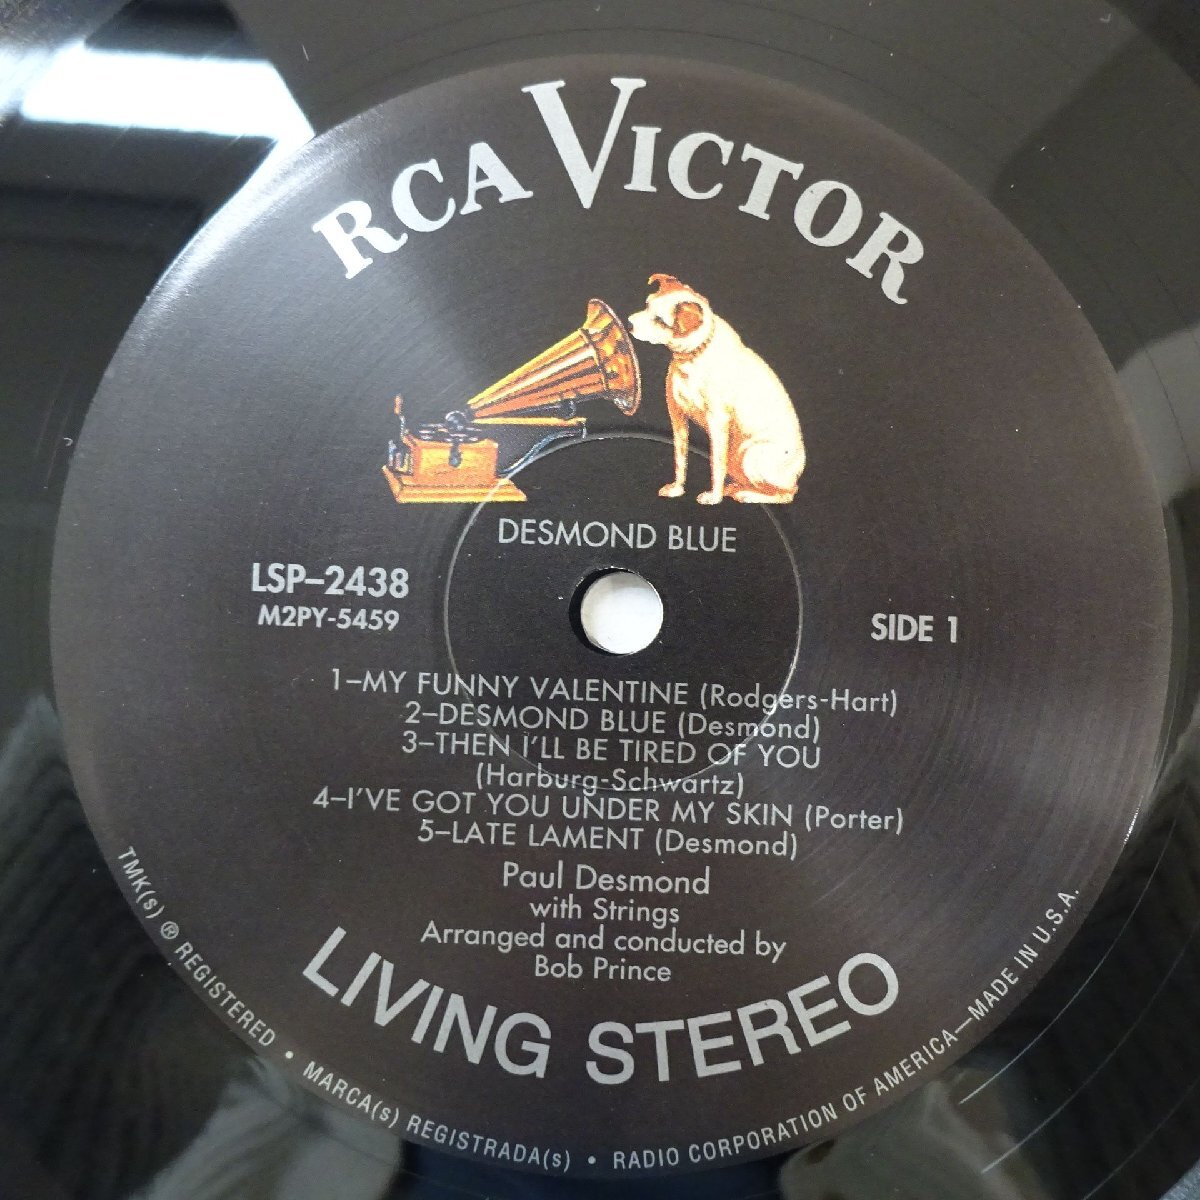 RCA VICTOR
DESMOND BLUE
LSP–2438
M2PY-5459
SIDE 1
1–MY FUNNY VALENTINE (Rodgers-Hart)
2–DESMOND BLUE (Desmond)
3–THEN I'LL BE TIRED OF YOU
(Harburg-Schwartz)
4–I'VE GOT YOU UNDER MY SKIN (Porter)
5–LATE LAMENT (Desmond)
Paul Desmond
with Strings
Arranged and conducted by
Bob Prince
LIVING STEREO
TMK(s) ® REGISTERED • MARCA(s) REGISTRADA(s) • RADIO CORPORATION OF AMERICA—MADE IN U.S.A.